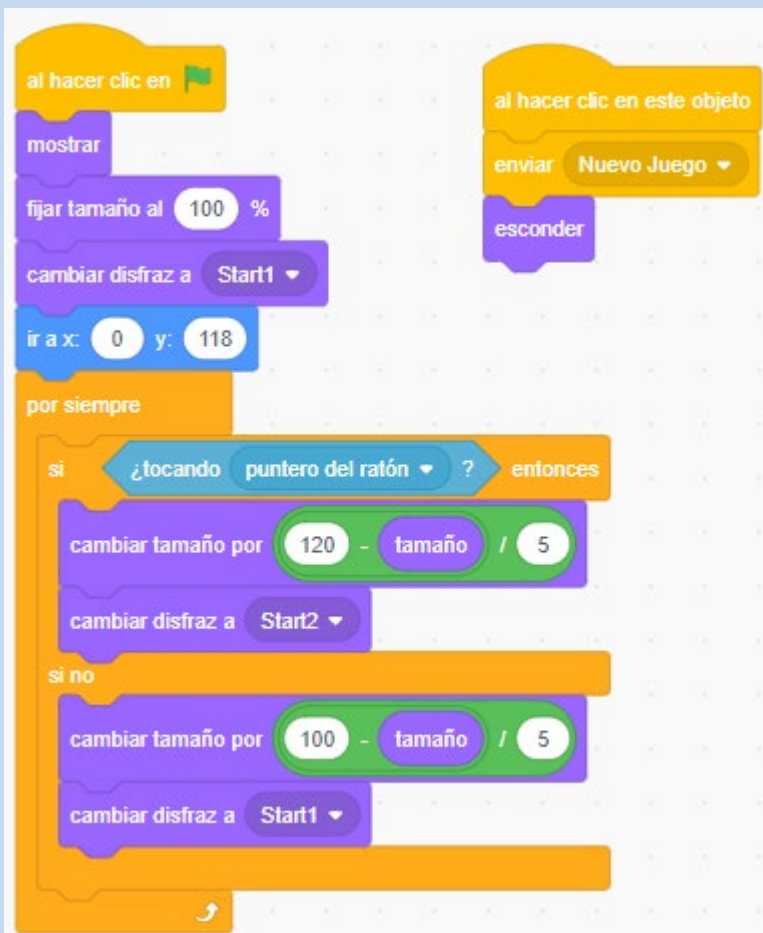 al hacer clic en
mostrar
fijar tamaño al 100 %
cambiar disfraz a Start1
ir a x: 0 y: 118
por siempre
si ¿tocando puntero del ratón ? entonces
cambiar tamaño por 120 - tamaño / 5
cambiar disfraz a Start2
si no
cambiar tamaño por 100 - tamaño / 5
cambiar disfraz a Start1
al hacer clic en este objeto
enviar Nuevo Juego
esconder